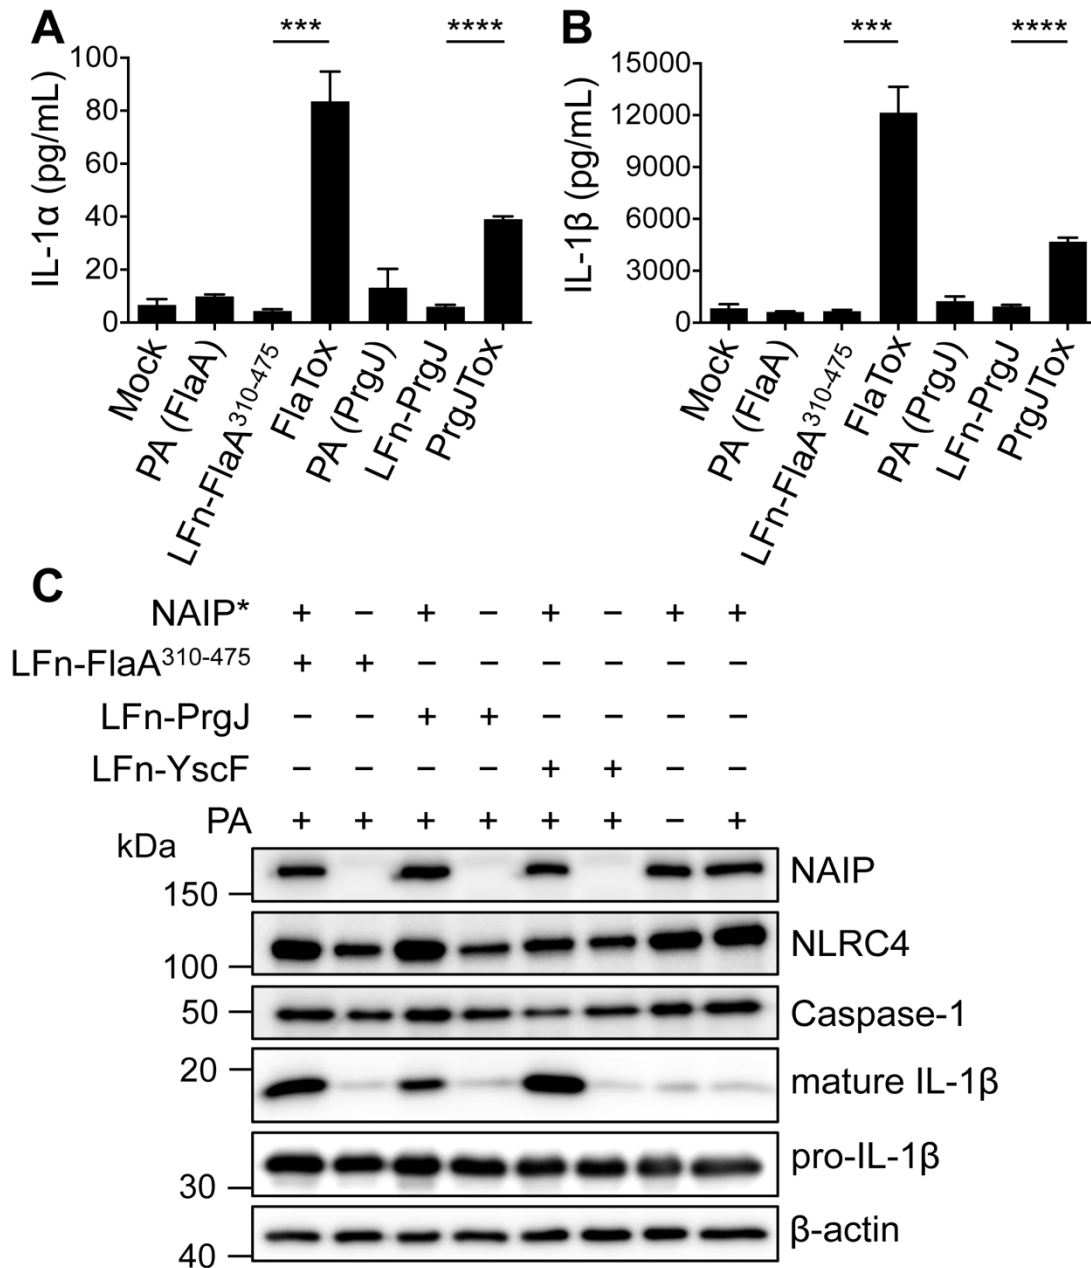 A
***
****
IL-1α (pg/mL)
100
80
60
40
20
0
Mock
PA (FlaA)
LFn-FlaA310-475
FlaTox
PA (PrgJ)
LFn-PrgJ
PrgJTox
B
***
****
IL-1β (pg/mL)
15000
12000
9000
6000
3000
0
Mock
PA (FlaA)
LFn-FlaA310-475
FlaTox
PA (PrgJ)
LFn-PrgJ
PrgJTox
C
NAIP* + − + − + − + +
LFn-FlaA310-475 + + − − − − − −
LFn-PrgJ − − + + − − − −
LFn-YscF − − − − + + − −
PA + + + + + + − +
kDa
150
NAIP
100
NLRC4
50
Caspase-1
20
mature IL-1β
pro-IL-1β
30
β-actin
40